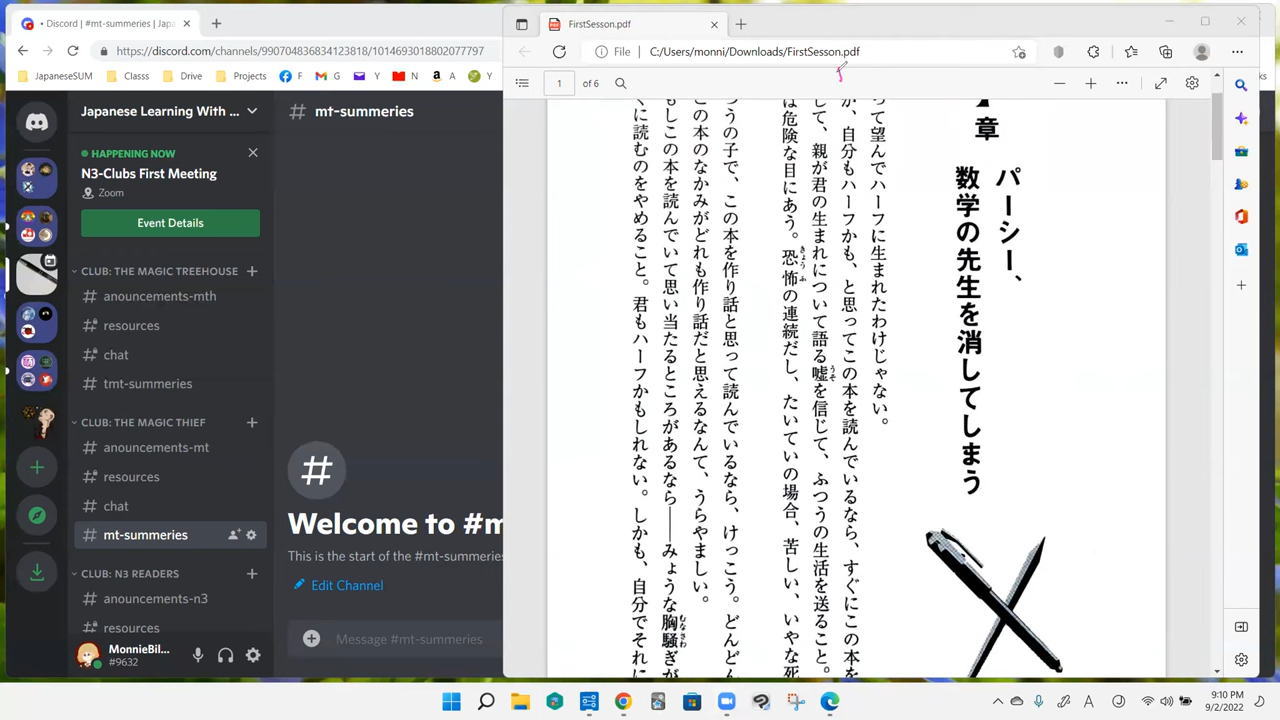 • Discord | #mt-summeries | Japa
FirstSesson.pdf
https://discord.com/channels/990704836834123818/1014693018802077797
File
C:/Users/monni/Downloads/FirstSesson.pdf
JapaneseSUM
Classs
Drive
Projects
F
G
Y
N
A
Y
1
of 6
Japanese Learning With ...
# mt-summeries
HAPPENING NOW
N3-Clubs First Meeting
Zoom
Event Details
CLUB: THE MAGIC TREEHOUSE
anouncements-mth
resources
chat
tmt-summeries
CLUB: THE MAGIC THIEF
anouncements-mt
resources
chat
mt-summeries
CLUB: N3 READERS
anouncements-n3
resources
MonnieBil...
#9632
Welcome to #m
This is the start of the #mt-summeries
Edit Channel
Message #mt-summeries
章
パーシー、
数学の先生を消してしまう
って望んでハーフに生まれたわけじゃない。
が、自分もハーフかも、と思ってこの本を読んでいるなら、すぐにこの本を
して、親が君の生まれについて語る嘘を信じて、ふつうの生活を送ること。
うそ
は危険な目にあう。恐怖の連続だし、たいていの場合、苦しい、いやな死
きょうふ
つうの子で、この本を作り話と思って読んでいるなら、けっこう。どんどん
この本のなかみがどれも作り話だと思えるなんて、うらやましい。
もしこの本を読んでいて思い当たるところがあるなら――みょうな胸騒ぎが
むなさわ
ぐに読むのをやめること。君もハーフかもしれない。しかも、自分でそれに
9:10 PM
9/2/2022